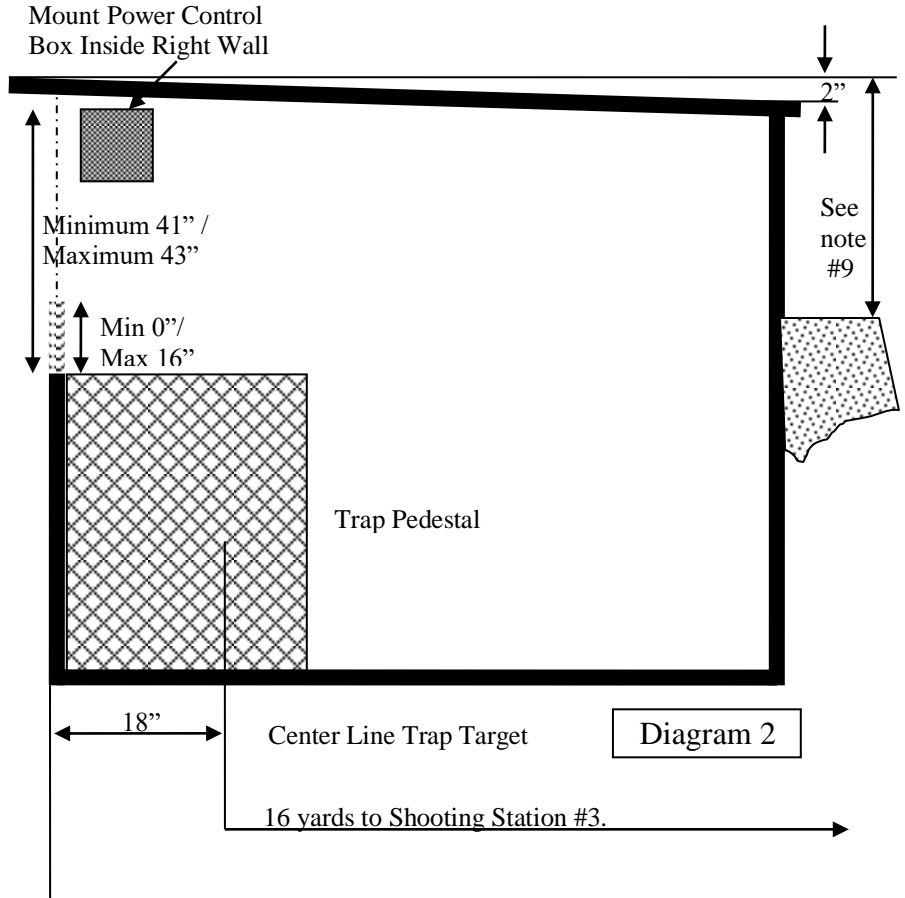 Mount Power Control
Box Inside Right Wall
2”
Minimum 41” /
Maximum 43”
See
note
#9
Min 0”/
Max 16”
Trap Pedestal
18”
Center Line Trap Target
Diagram 2
16 yards to Shooting Station #3.